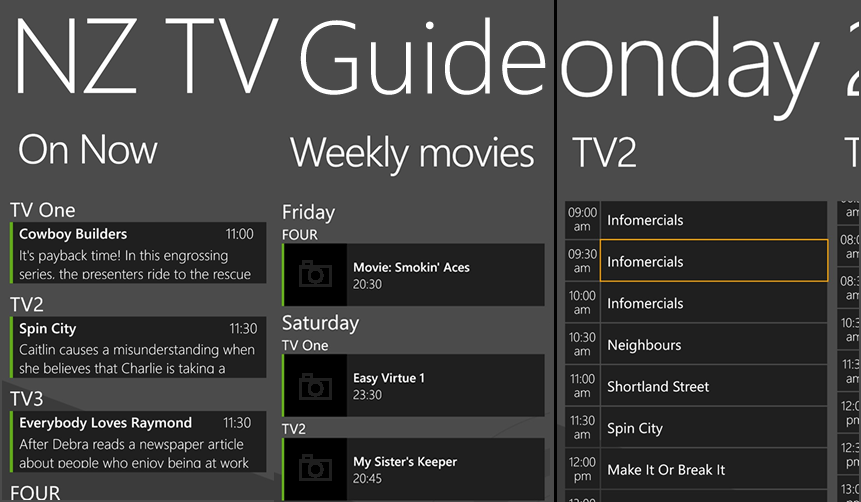 NZ TV Guide
On Now
TV One
Cowboy Builders 11:00
It's payback time! In this engrossing
series, the presenters ride to the rescue
TV2
Spin City 11:30
Caitlin causes a misunderstanding when
she believes that Charlie is taking a
TV3
Everybody Loves Raymond 11:30
After Debra reads a newspaper article
about people who enjoy being at work
FOUR
Weekly movies
Friday
FOUR
Movie: Smokin' Aces
20:30
Saturday
TV One
Easy Virtue 1
23:30
TV2
My Sister's Keeper
20:45
onday
TV2
09:00 am Infomercials
09:30 am Infomercials
10:00 am Infomercials
10:30 am Neighbours
11:00 am Shortland Street
11:30 am Spin City
12:00 pm Make It Or Break It